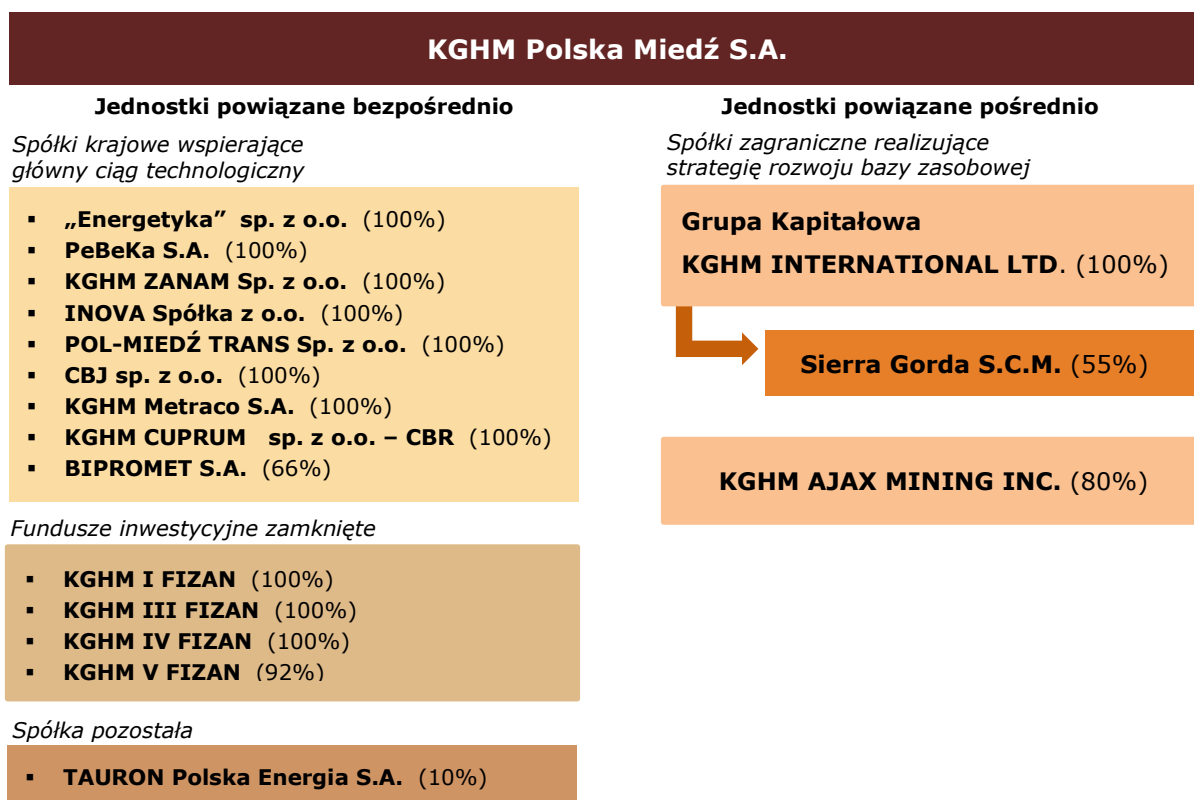 KGHM Polska Miedź S.A.
Jednostki powiązane bezpośrednio
Spółki krajowe wspierające
główny ciąg technologiczny
▪ „Energetyka” sp. z o.o. (100%)
▪ PeBeKa S.A. (100%)
▪ KGHM ZANAM Sp. z o.o. (100%)
▪ INOVA Spółka z o.o. (100%)
▪ POL-MIEDŹ TRANS Sp. z o.o. (100%)
▪ CBJ sp. z o.o. (100%)
▪ KGHM Metraco S.A. (100%)
▪ KGHM CUPRUM sp. z o.o. – CBR (100%)
▪ BIPROMET S.A. (66%)
Fundusze inwestycyjne zamknięte
▪ KGHM I FIZAN (100%)
▪ KGHM III FIZAN (100%)
▪ KGHM IV FIZAN (100%)
▪ KGHM V FIZAN (92%)
Spółka pozostała
▪ TAURON Polska Energia S.A. (10%)
Jednostki powiązane pośrednio
Spółki zagraniczne realizujące
strategię rozwoju bazy zasobowej
Grupa Kapitałowa
KGHM INTERNATIONAL LTD. (100%)
Sierra Gorda S.C.M. (55%)
KGHM AJAX MINING INC. (80%)